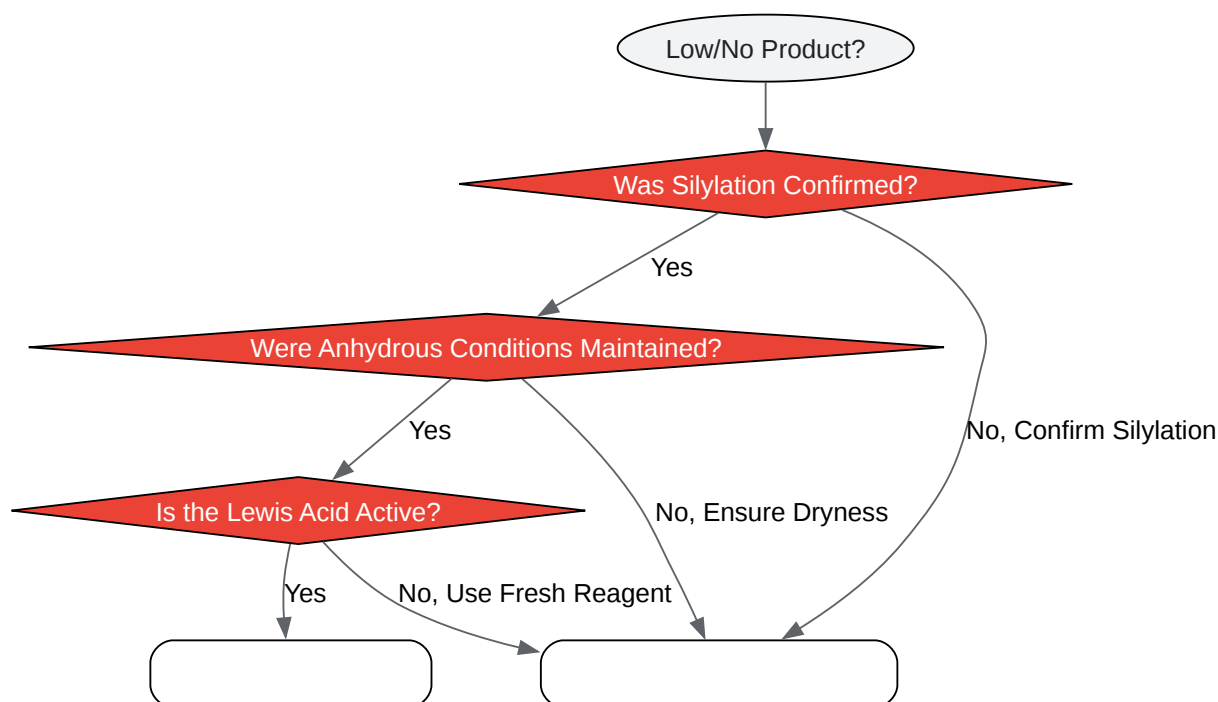 Low/No Product?
Was Silylation Confirmed?
Yes
Were Anhydrous Conditions Maintained?
Yes
No, Confirm Silylation
Is the Lewis Acid Active?
No, Ensure Dryness
Yes
No, Use Fresh Reagent